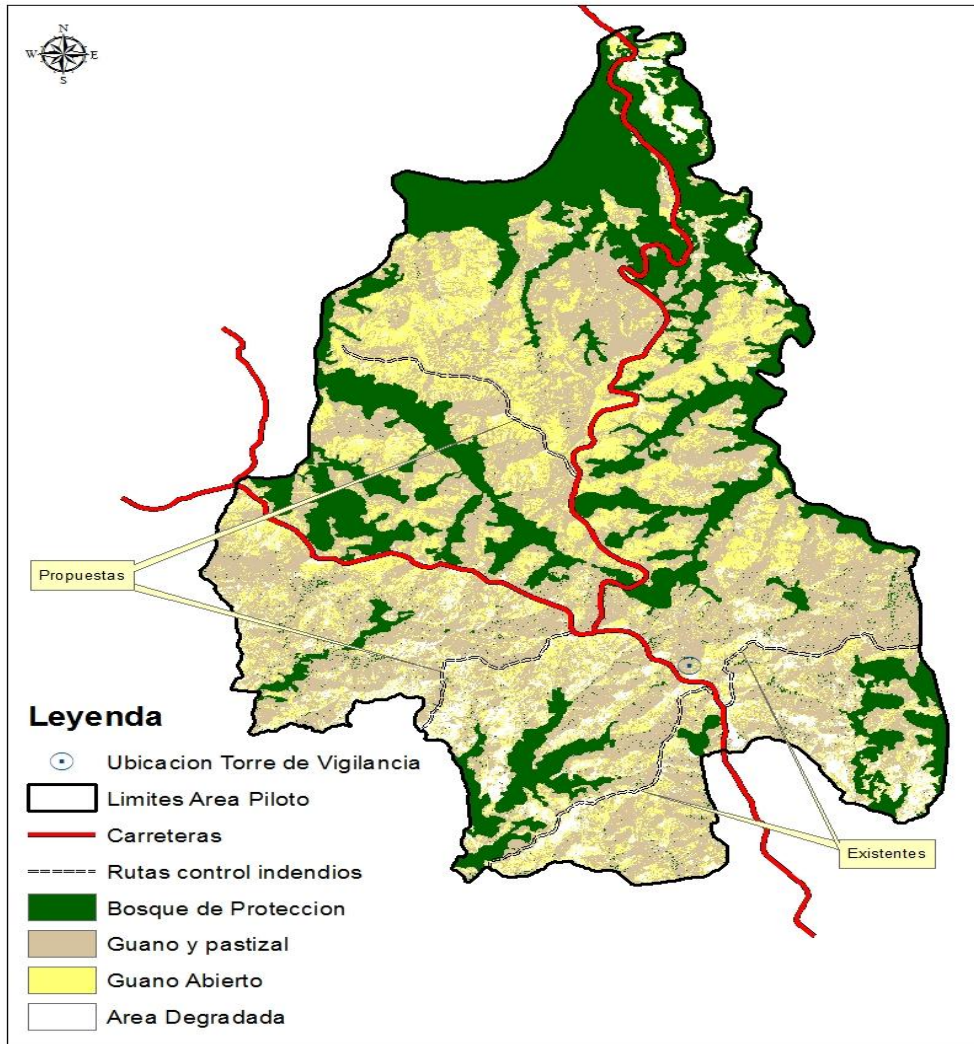 N
W E
S
Propuestas
Existentes
Leyenda
Ubicacion Torre de Vigilancia
Limites Area Piloto
Carreteras
Rutas control indendios
Bosque de Proteccion
Guano y pastizal
Guano Abierto
Area Degradada